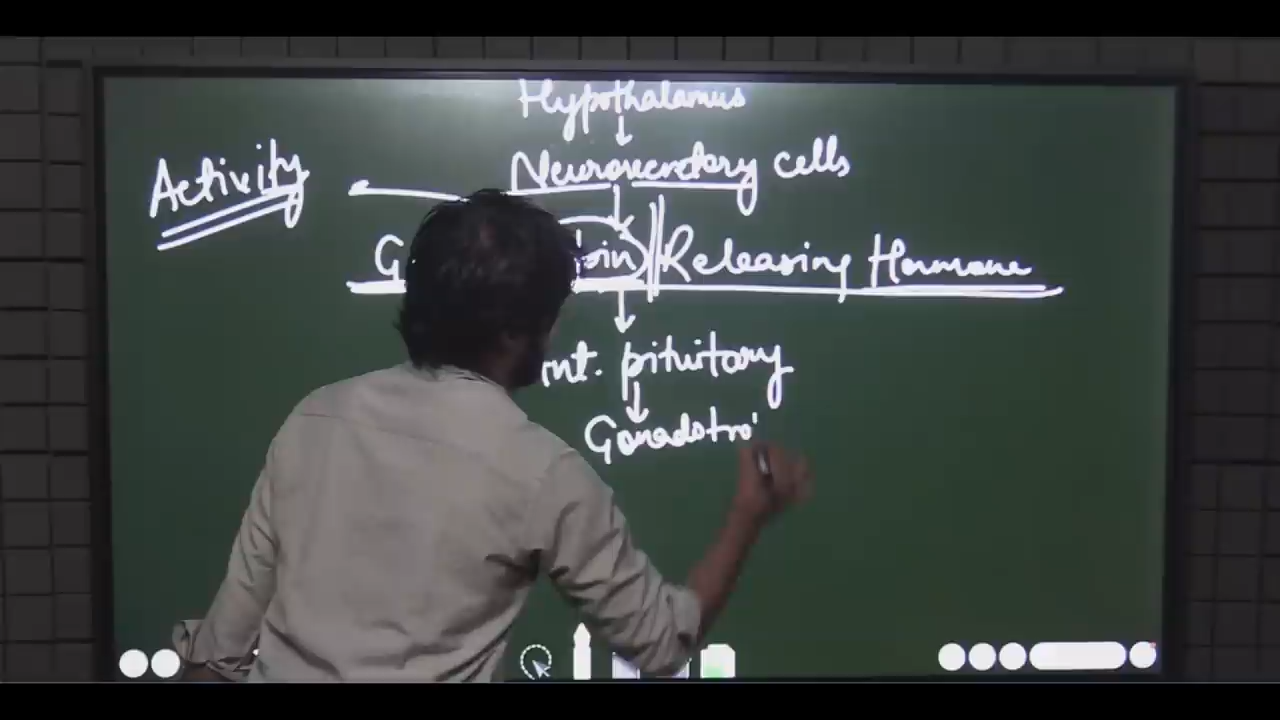 Hypothalamus
Activity
Neurosecretory cells
Releasing Hormone
pituitary
Gonadotro